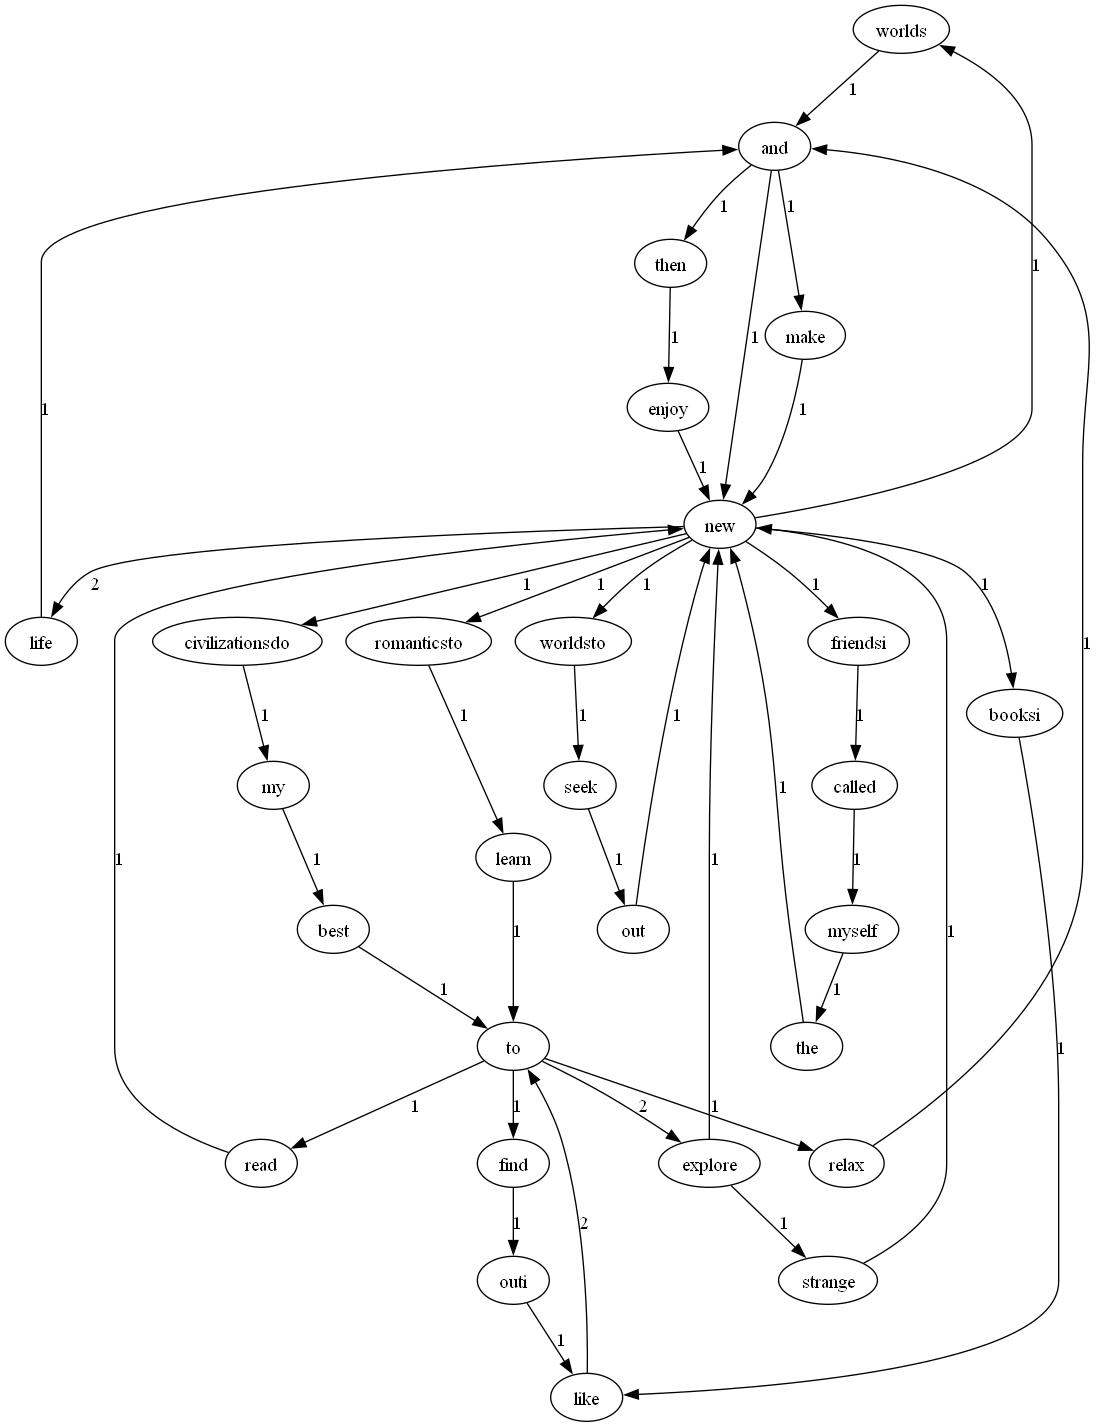 worlds
1
and
1 1
then
1
make
1 1
1
enjoy
1
1
1
new
2 1 1 1 1 1
life civilizationsdo romanticsto worldsto friendsi
1
booksi
1 1 1 1
my seek called
1 1 1
learn
1 1
best out myself
1 1 1
1 1 1
to the
1
1 1 2 1
read find explore relax
1 1 2
outi strange
1
like